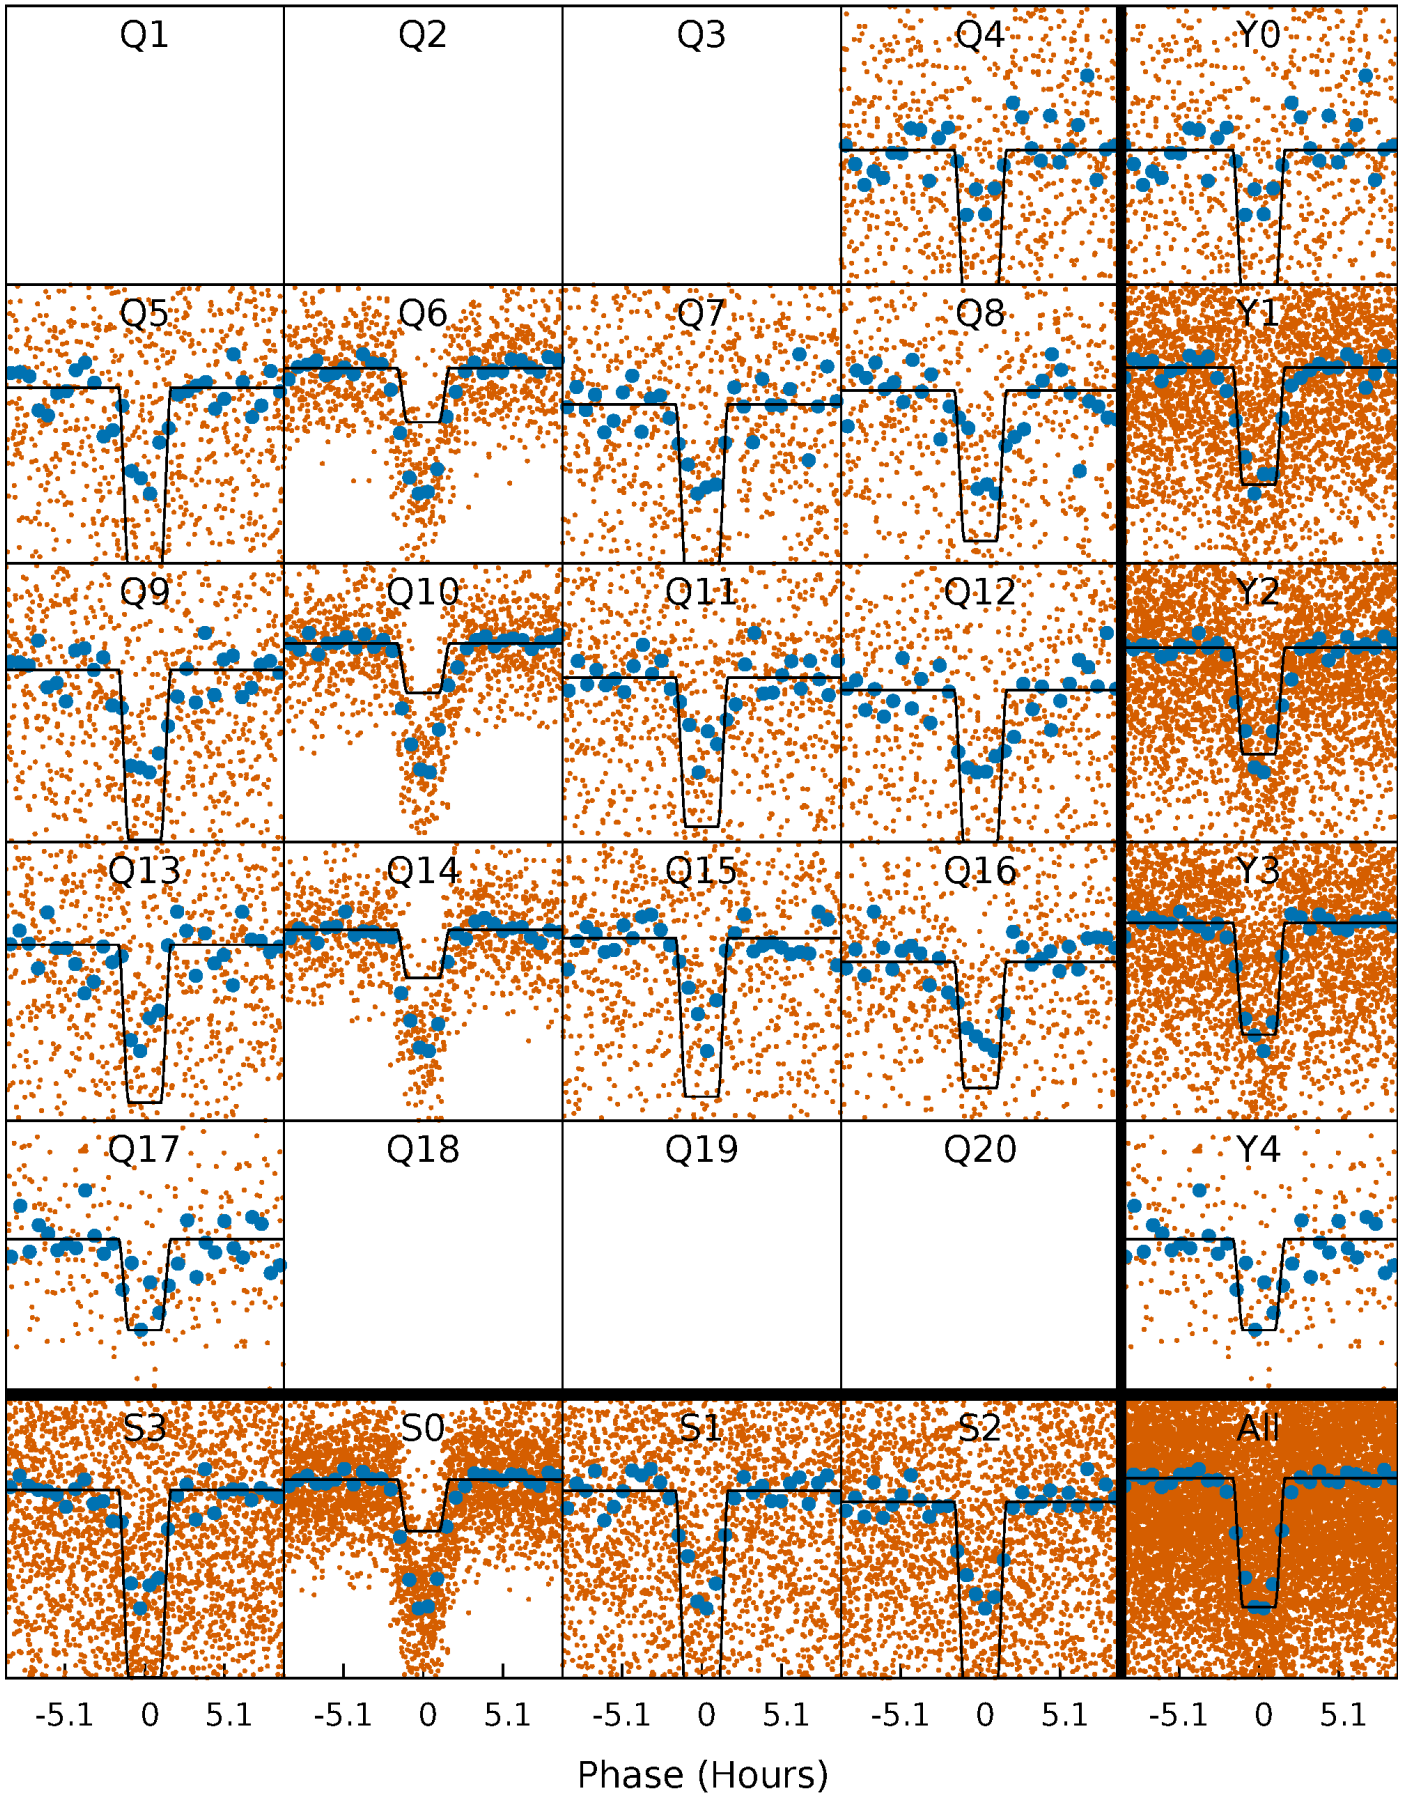 Q1 Q2 Q3 Q4 Y0
Q5 Q6 Q7 Q8 Y1
Q9 Q10 Q11 Q12 Y2
Q13 Q14 Q15 Q16 Y3
Q17 Q18 Q19 Q20 Y4
S3 S0 S1 S2 All
-5.1 0 5.1 -5.1 0 5.1 -5.1 0 5.1 -5.1 0 5.1 -5.1 0 5.1
Phase (Hours)